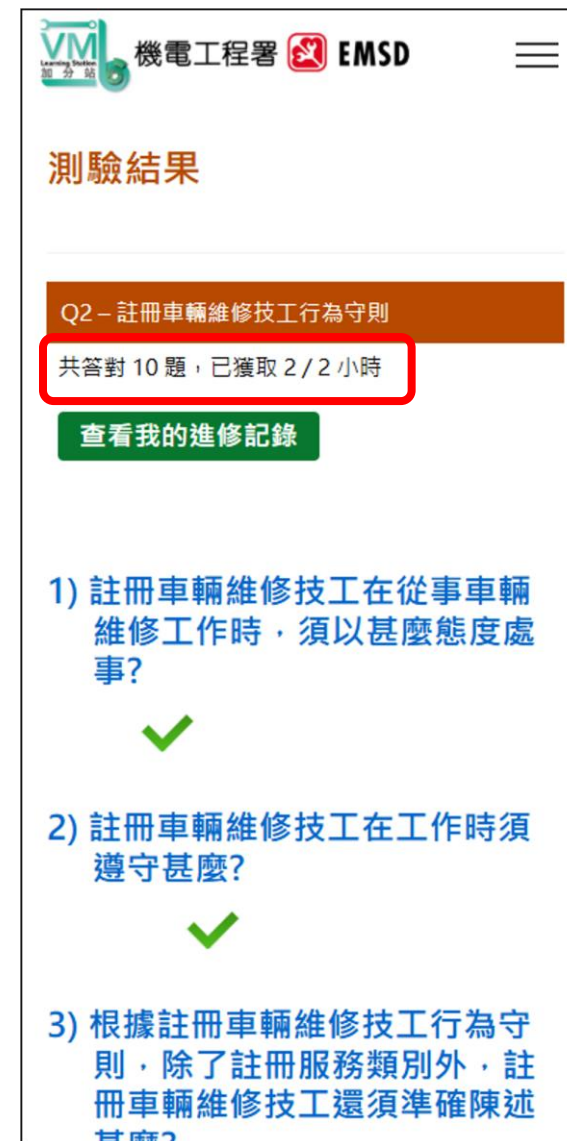 VM
Learning Station
加分站
機電工程署 EMSD
測驗結果
Q2 – 註冊車輛維修技工行為守則
共答對 10 題，已獲取 2 / 2 小時
查看我的進修記錄
1) 註冊車輛維修技工在從事車輛
維修工作時，須以甚麼態度處
事?
2) 註冊車輛維修技工在工作時須
遵守甚麼?
3) 根據註冊車輛維修技工行為守
則，除了註冊服務類別外，註
冊車輛維修技工還須準確陳述
甚麼?